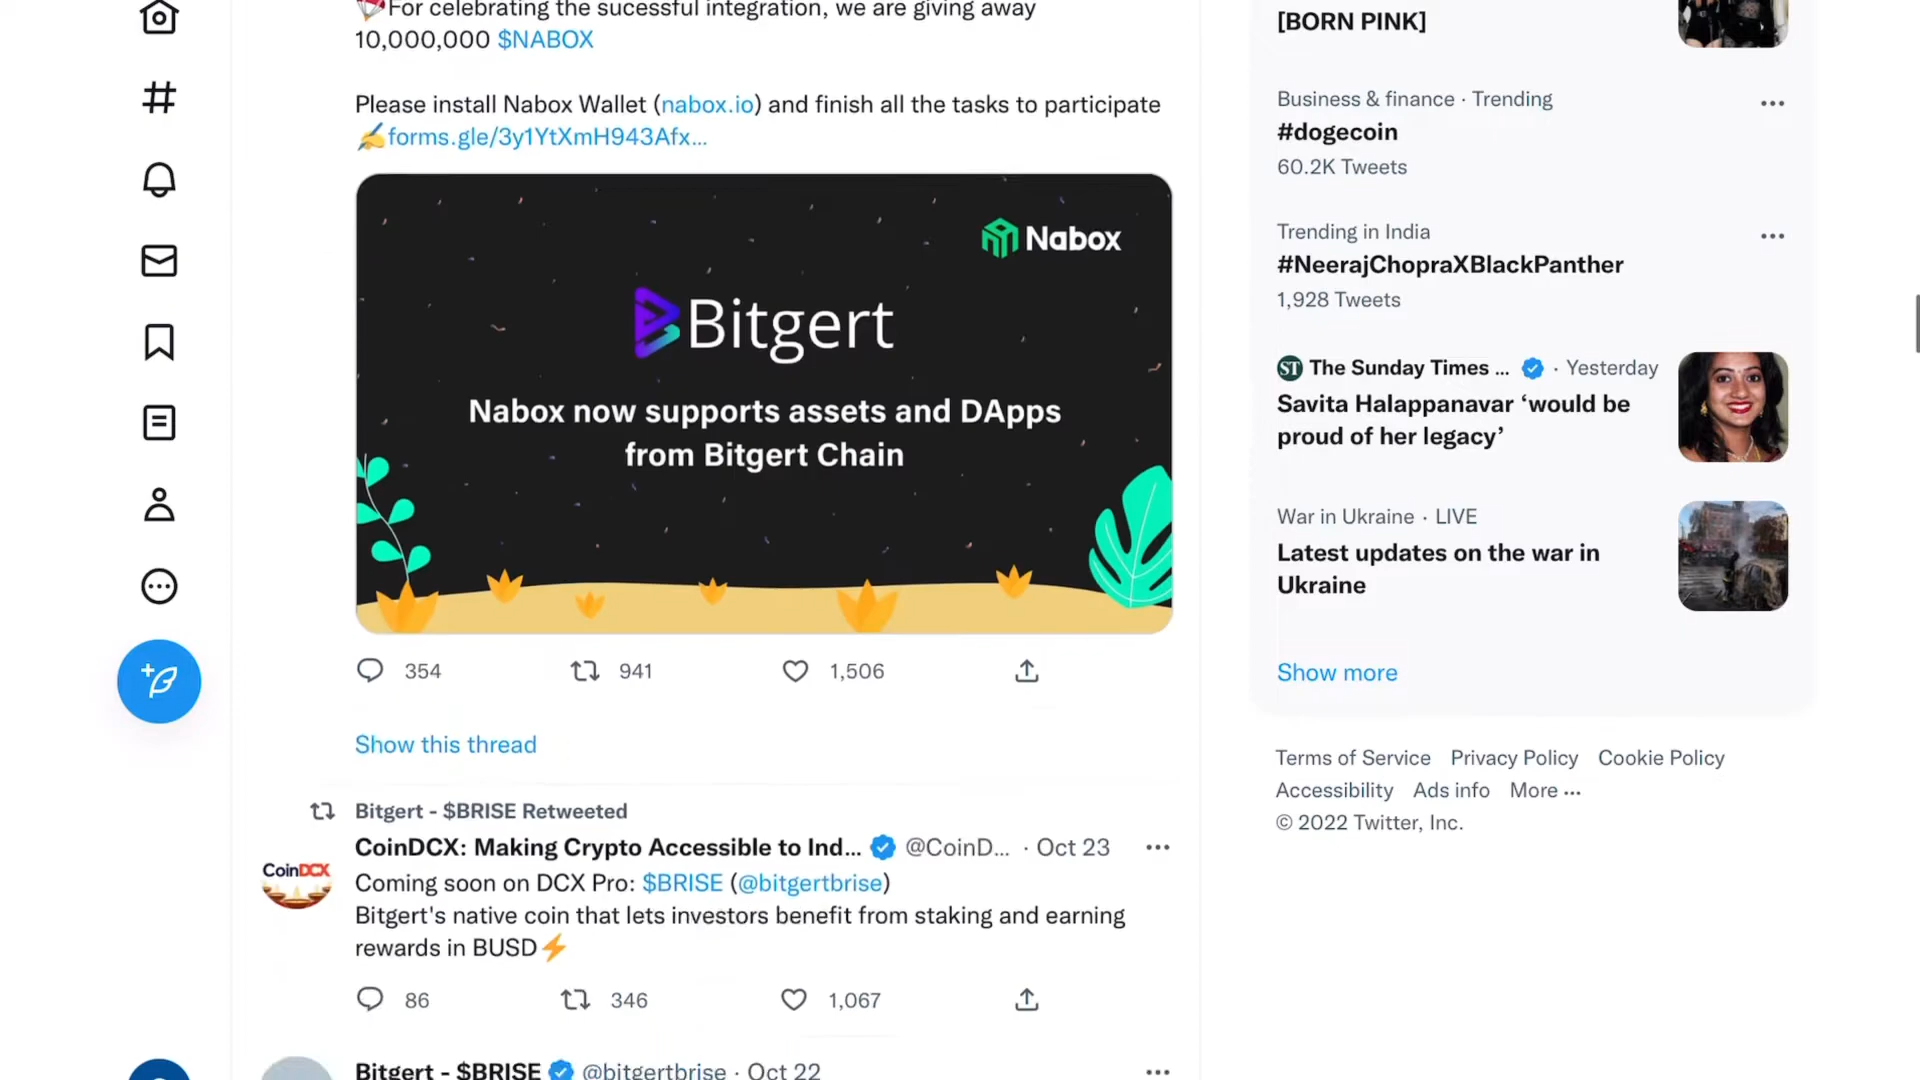 For celebrating the sucessful integration, we are giving away
10,000,000 $NABOX
Please install Nabox Wallet (nabox.io) and finish all the tasks to participate
✍️forms.gle/3y1YtXmH943Afx...
Nabox
Bitgert
Nabox now supports assets and DApps
from Bitgert Chain
354 941 1,506
Show this thread
Bitgert - $BRISE Retweeted
CoinDCX: Making Crypto Accessible to Ind... @CoinD... · Oct 23
CoinDCX
Coming soon on DCX Pro: $BRISE (@bitgertbrise)
Bitgert's native coin that lets investors benefit from staking and earning
rewards in BUSD⚡
86 346 1,067
Bitgert - $BRISE @bitgertbrise · Oct 22
[BORN PINK]
Business & finance · Trending
#dogecoin
60.2K Tweets
Trending in India
#NeerajChopraXBlackPanther
1,928 Tweets
ST The Sunday Times ... · Yesterday
Savita Halappanavar ‘would be
proud of her legacy’
War in Ukraine · LIVE
Latest updates on the war in
Ukraine
Show more
Terms of Service Privacy Policy Cookie Policy
Accessibility Ads info More ···
© 2022 Twitter, Inc.